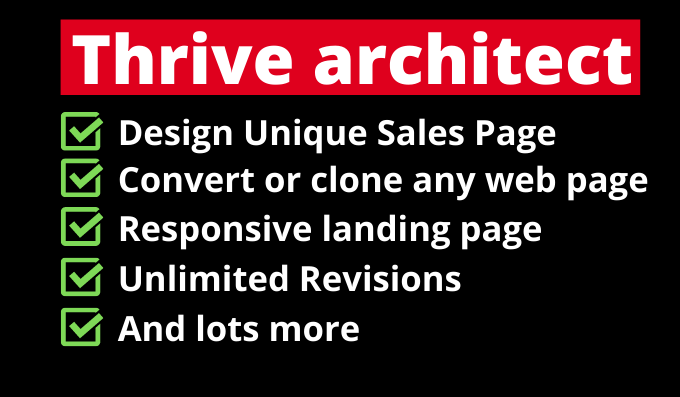 Thrive architect
Design Unique Sales Page
Convert or clone any web page
Responsive landing page
Unlimited Revisions
And lots more